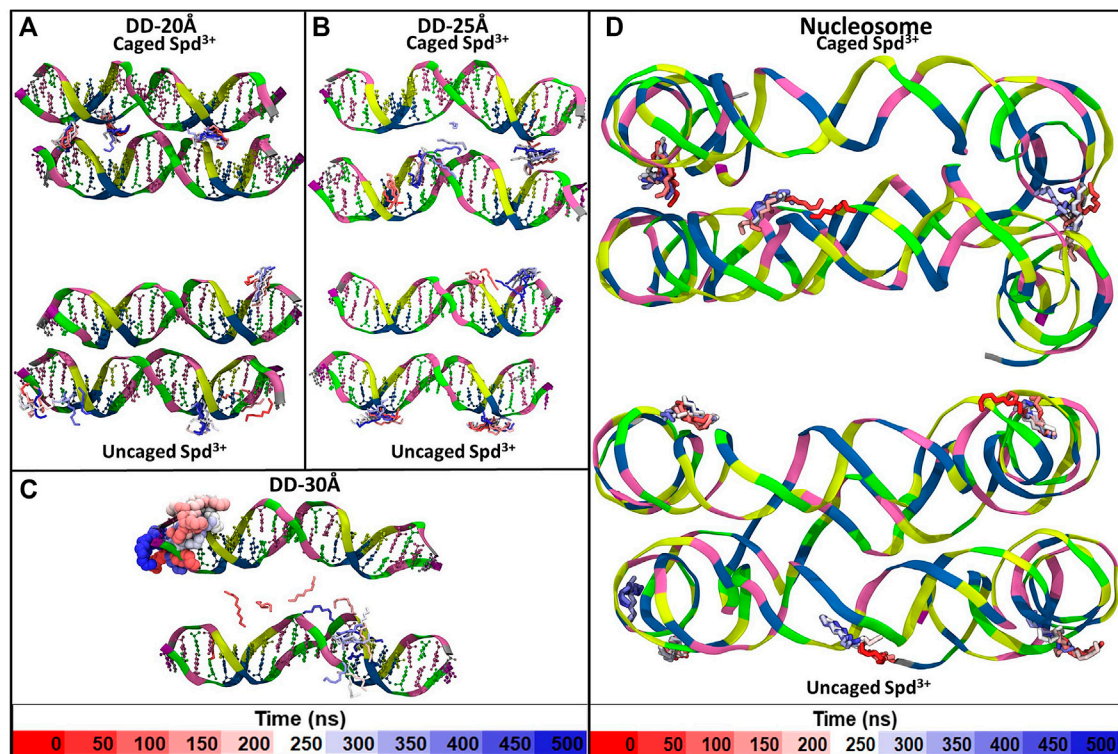 A
DD-20Å
Caged Spd³⁺
Uncaged Spd³⁺
B
DD-25Å
Caged Spd³⁺
Uncaged Spd³⁺
C
DD-30Å
Time (ns)
0 50 100 150 200 250 300 350 400 450 500
D
Nucleosome
Caged Spd³⁺
Uncaged Spd³⁺
Time (ns)
0 50 100 150 200 250 300 350 400 450 500